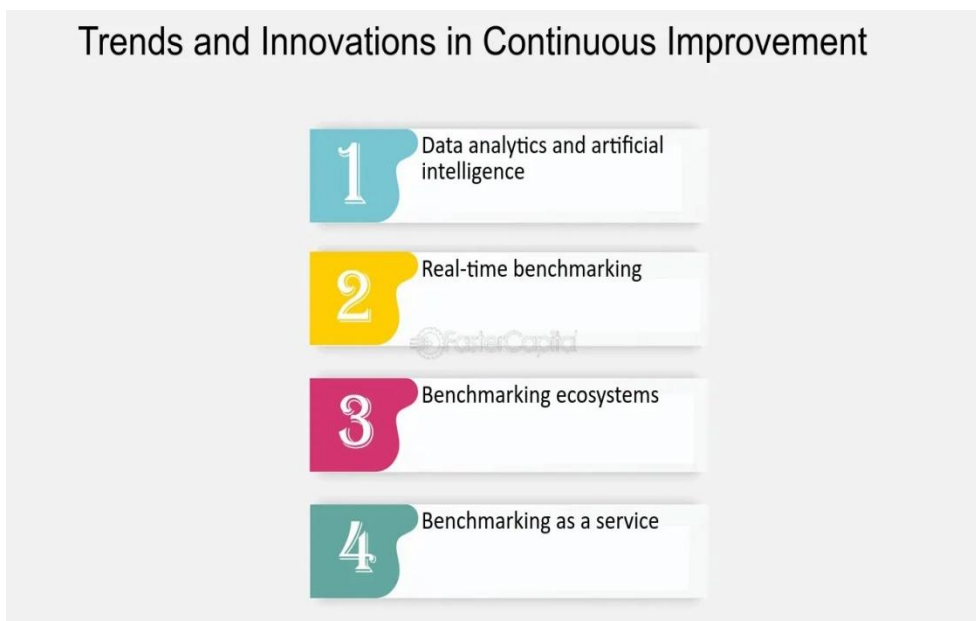 Trends and Innovations in Continuous Improvement
1
Data analytics and artificial
intelligence
2
Real-time benchmarking
FasterCapital
3
Benchmarking ecosystems
4
Benchmarking as a service